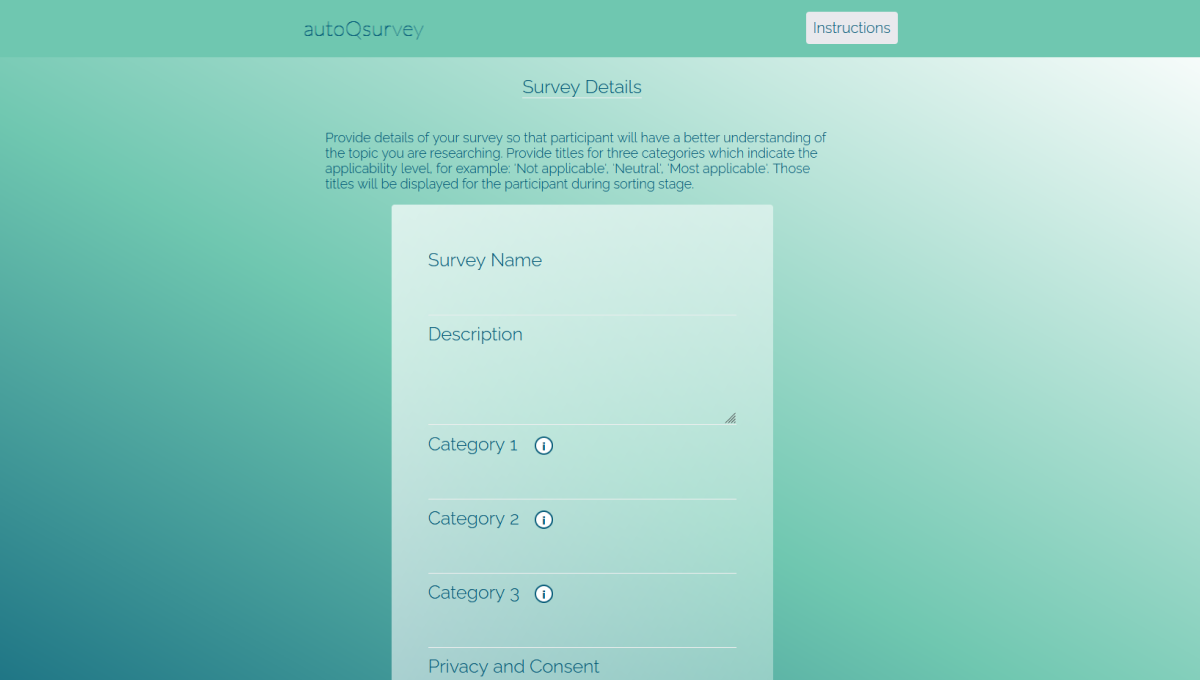 autoQsurvey
Instructions
Survey Details
Provide details of your survey so that participant will have a better understanding of
the topic you are researching. Provide titles for three categories which indicate the
applicability level, for example: 'Not applicable', 'Neutral', 'Most applicable'. Those
titles will be displayed for the participant during sorting stage.
Survey Name
Description
Category 1
Category 2
Category 3
Privacy and Consent